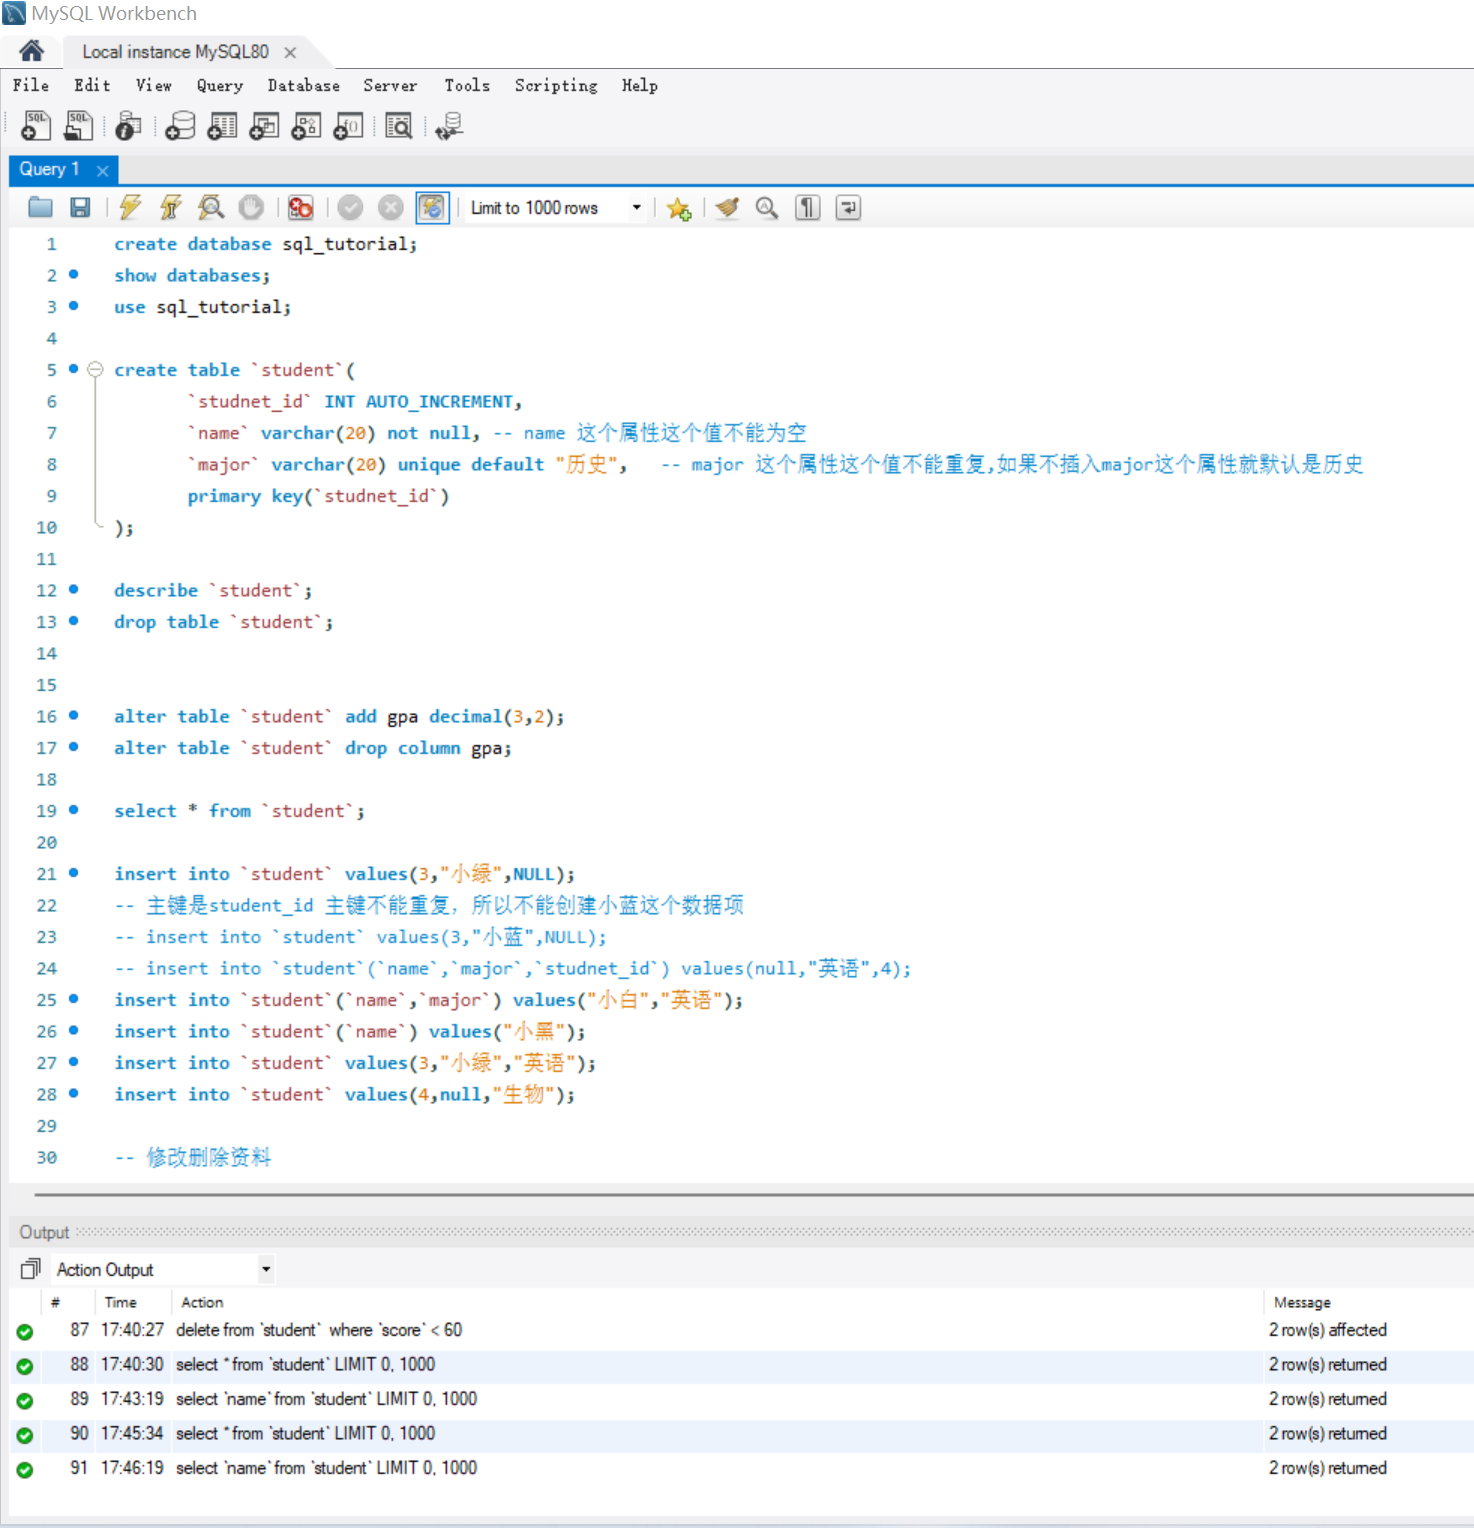 MySQL Workbench
Local instance MySQL80
File Edit View Query Database Server Tools Scripting Help
Query 1
Limit to 1000 rows
1 create database sql_tutorial;
2 show databases;
3 use sql_tutorial;
4
5 create table `student`(
6 `studnet_id` INT AUTO_INCREMENT,
7 `name` varchar(20) not null, -- name 这个属性这个值不能为空
8 `major` varchar(20) unique default "历史", -- major 这个属性这个值不能重复,如果不插入major这个属性就默认是历史
9 primary key(`studnet_id`)
10 );
11
12 describe `student`;
13 drop table `student`;
14
15
16 alter table `student` add gpa decimal(3,2);
17 alter table `student` drop column gpa;
18
19 select * from `student`;
20
21 insert into `student` values(3,"小绿",NULL);
22 -- 主键是student_id 主键不能重复，所以不能创建小蓝这个数据项
23 -- insert into `student` values(3,"小蓝",NULL);
24 -- insert into `student`(`name`,`major`,`studnet_id`) values(null,"英语",4);
25 insert into `student`(`name`,`major`) values("小白","英语");
26 insert into `student`(`name`) values("小黑");
27 insert into `student` values(3,"小绿","英语");
28 insert into `student` values(4,null,"生物");
29
30 -- 修改删除资料
Output
Action Output
# Time Action Message
87 17:40:27 delete from `student` where `score` < 60 2 row(s) affected
88 17:40:30 select * from `student` LIMIT 0, 1000 2 row(s) returned
89 17:43:19 select `name` from `student` LIMIT 0, 1000 2 row(s) returned
90 17:45:34 select * from `student` LIMIT 0, 1000 2 row(s) returned
91 17:46:19 select `name` from `student` LIMIT 0, 1000 2 row(s) returned